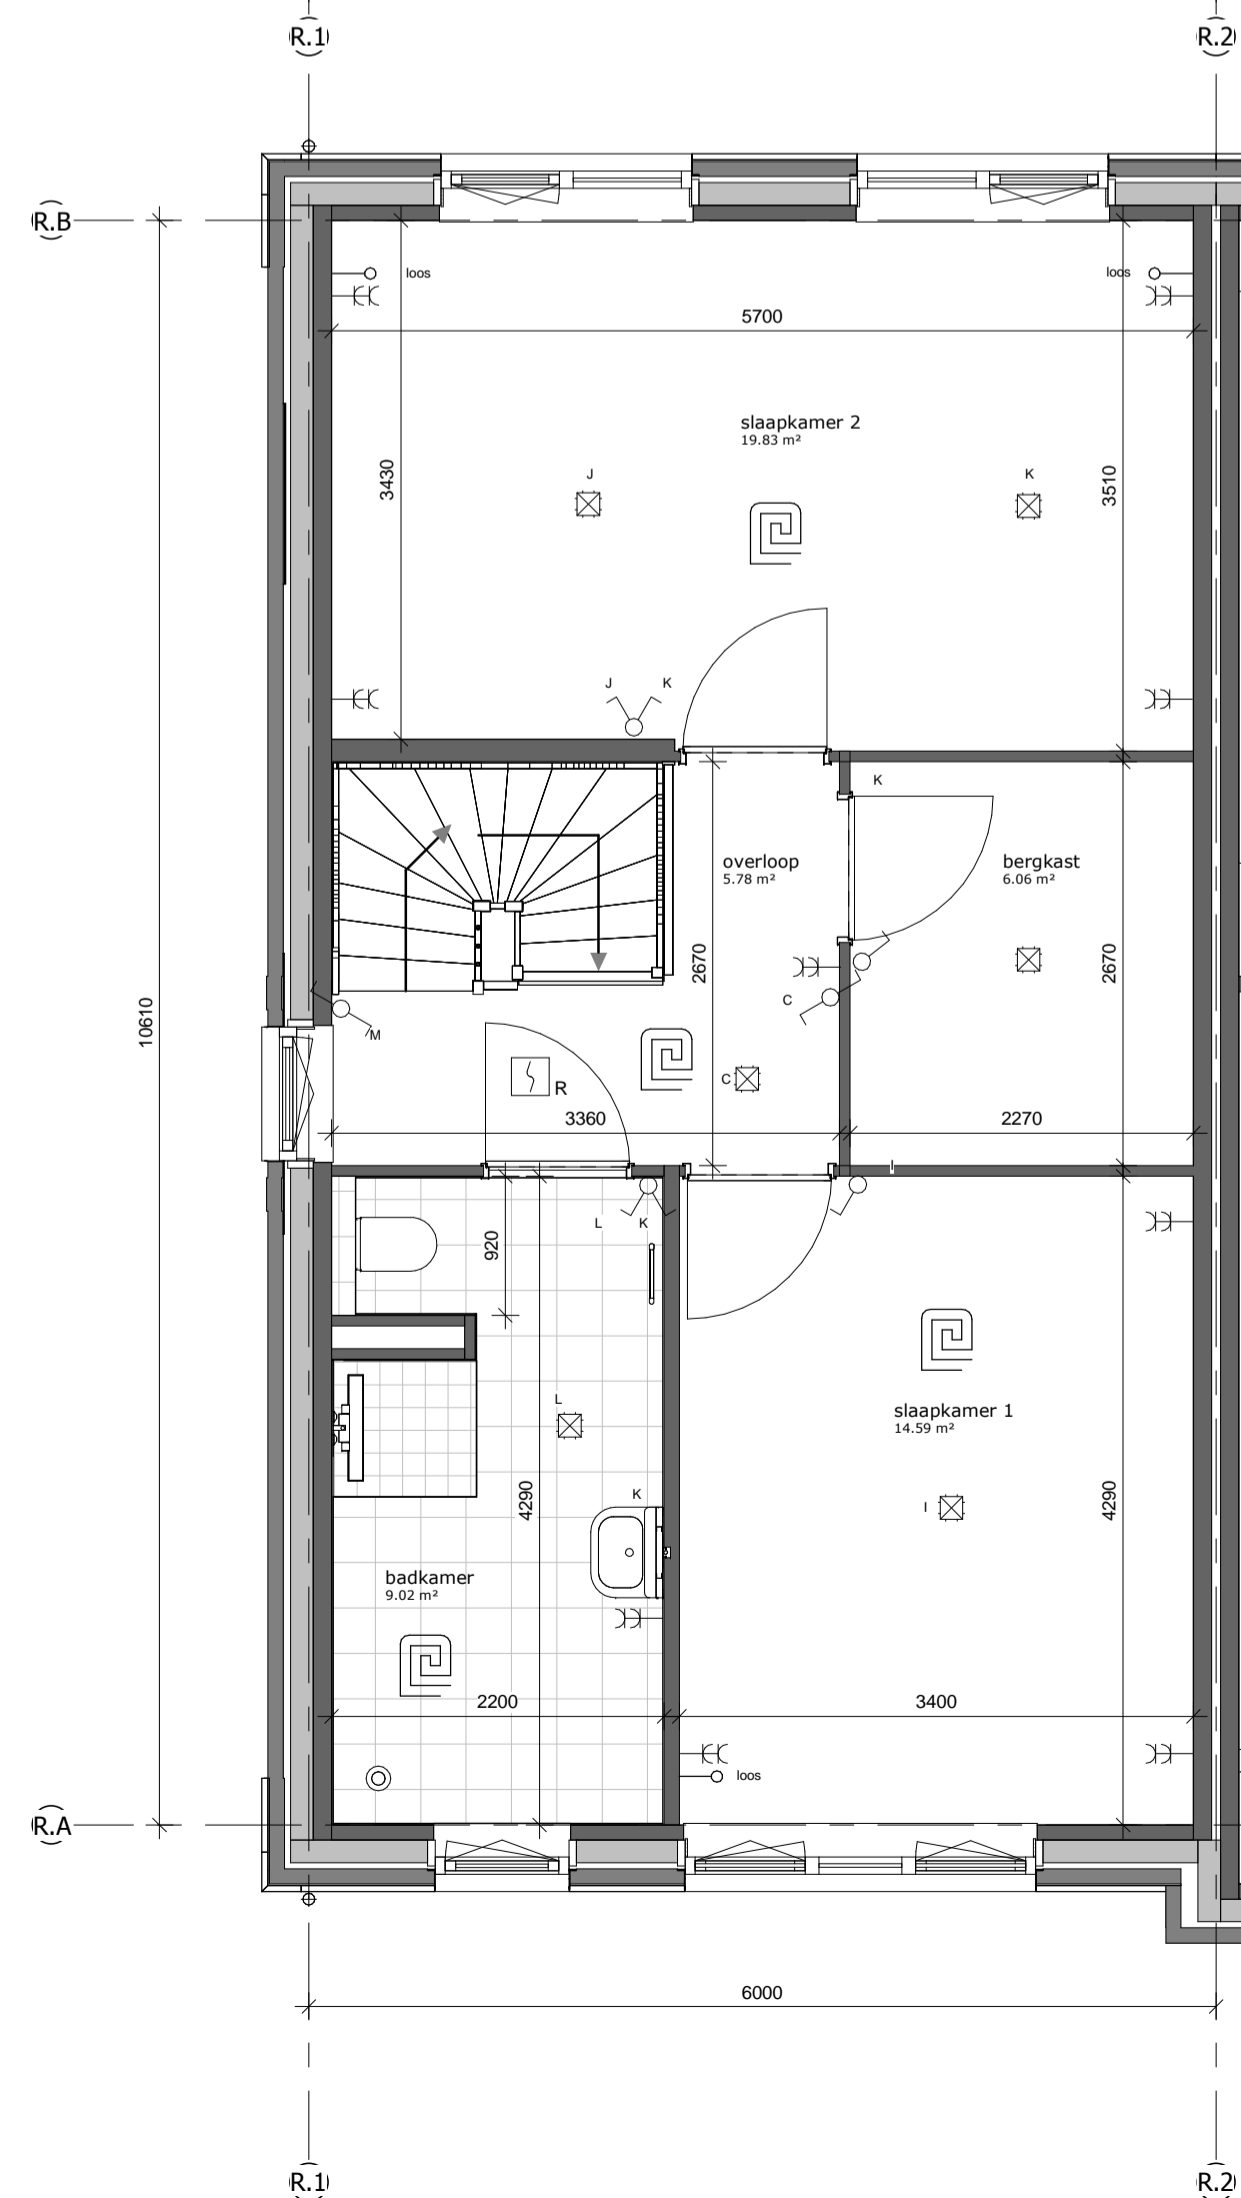 R.1
R.2
R.B
loos
loos
5700
slaapkamer 2
19.83 m²
3430
J
K
3510
J
K
K
overloop
5.78 m²
bergkast
6.06 m²
2670
2670
C
M
10610
R
C
3360
2270
I
L
K
920
slaapkamer 1
14.59 m²
L
4290
K
I
4290
badkamer
9.02 m²
2200
3400
loos
R.A
6000
R.1
R.2